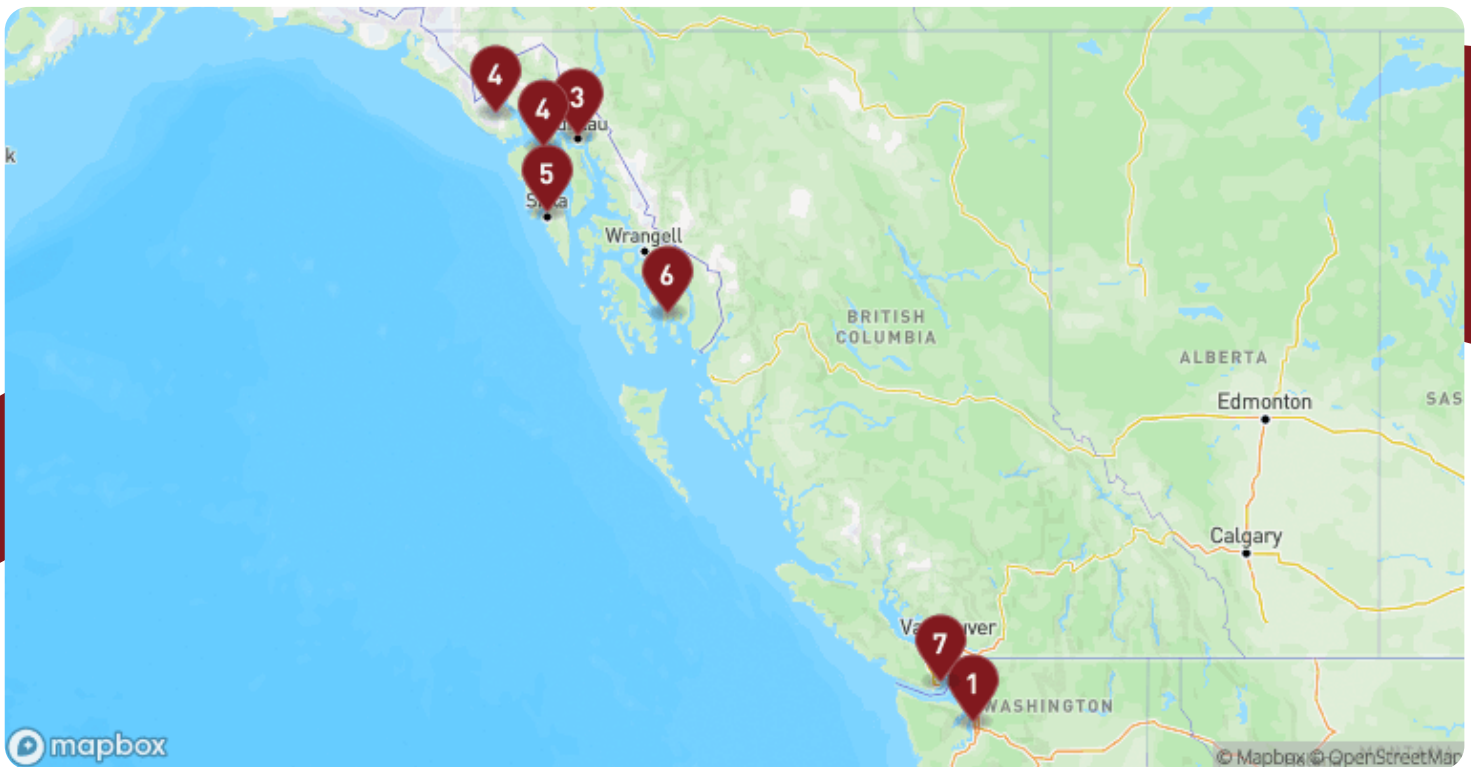 4
4
3
5
k
Wrangell
6
BRITISH
COLUMBIA
ALBERTA
Edmonton
SAS
Calgary
7
1
WASHINGTON
mapbox
© Mapbox © OpenStreetMap